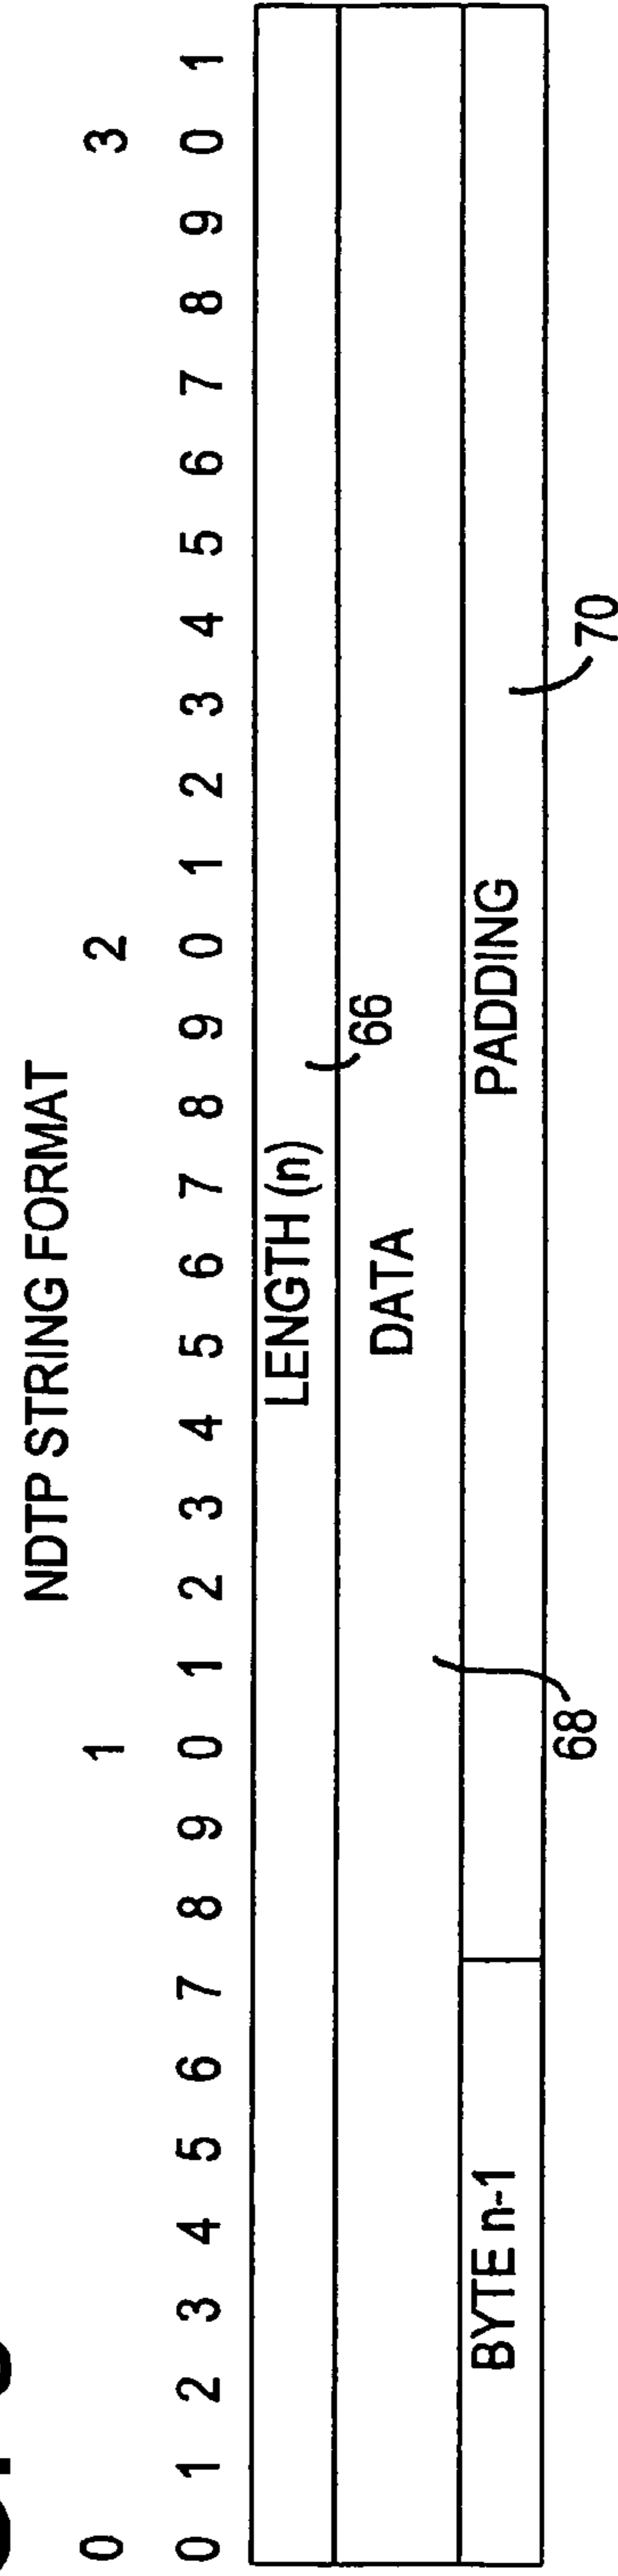 NDTP STRING FORMAT
0 1 2 3
0 1 2 3 4 5 6 7 8 9 0 1 2 3 4 5 6 7 8 9 0 1 2 3 4 5 6 7 8 9 0 1
LENGTH (n)
66
DATA
BYTE n-1 PADDING
68 70